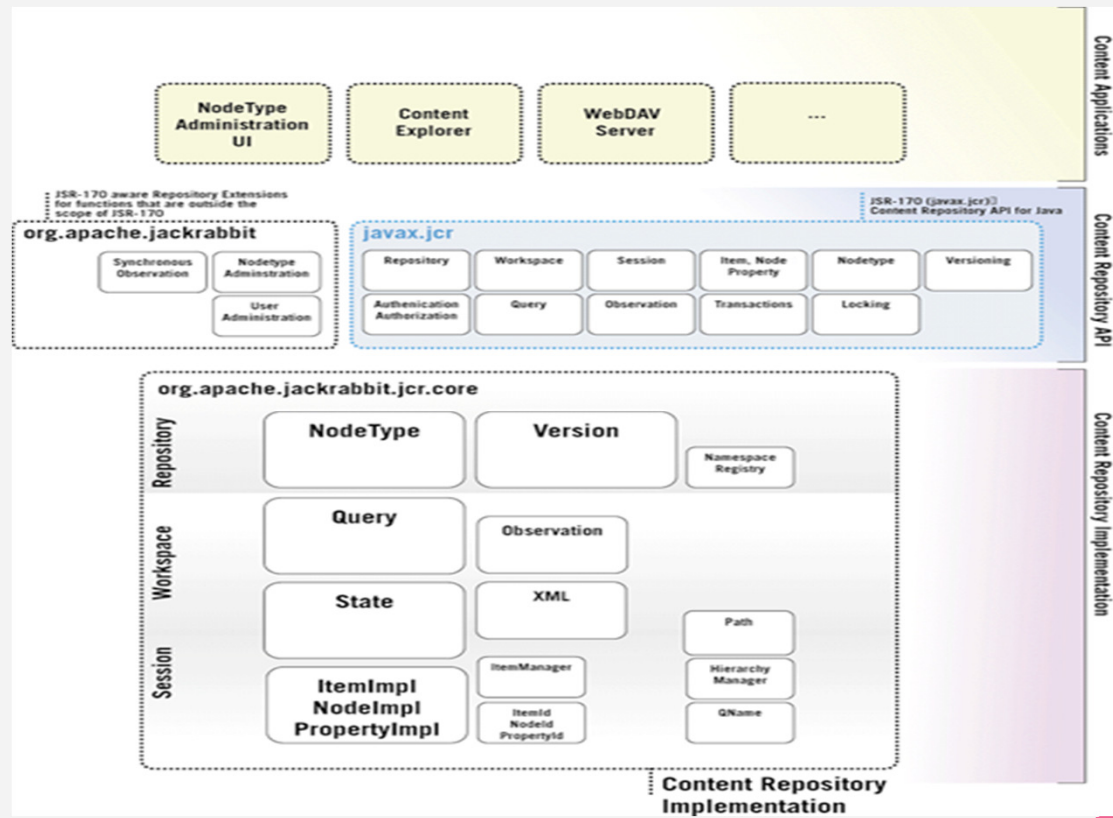 Content Applications
NodeType
Administration
UI
Content
Explorer
WebDAV
Server
...
Content Repository API
JSR-170 aware Repository Extensions
for functions that are outside the
scope of JSR-170
org.apache.jackrabbit
Synchronous
Observation
Nodetype
Adminstration
User
Administration
JSR-170 (javax.jcr)
Content Repository API for Java
javax.jcr
Repository
Workspace
Session
Item, Node
Property
Nodetype
Versioning
Authenication
Authorization
Query
Observation
Transactions
Locking
Content Repository Implementation
org.apache.jackrabbit.jcr.core
Repository
NodeType
Version
Namespace
Registry
Workspace
Query
Observation
State
XML
Path
Session
ItemImpl
NodeImpl
PropertyImpl
ItemManager
ItemId
NodeId
PropertyId
Hierarchy
Manager
QName
Content Repository
Implementation